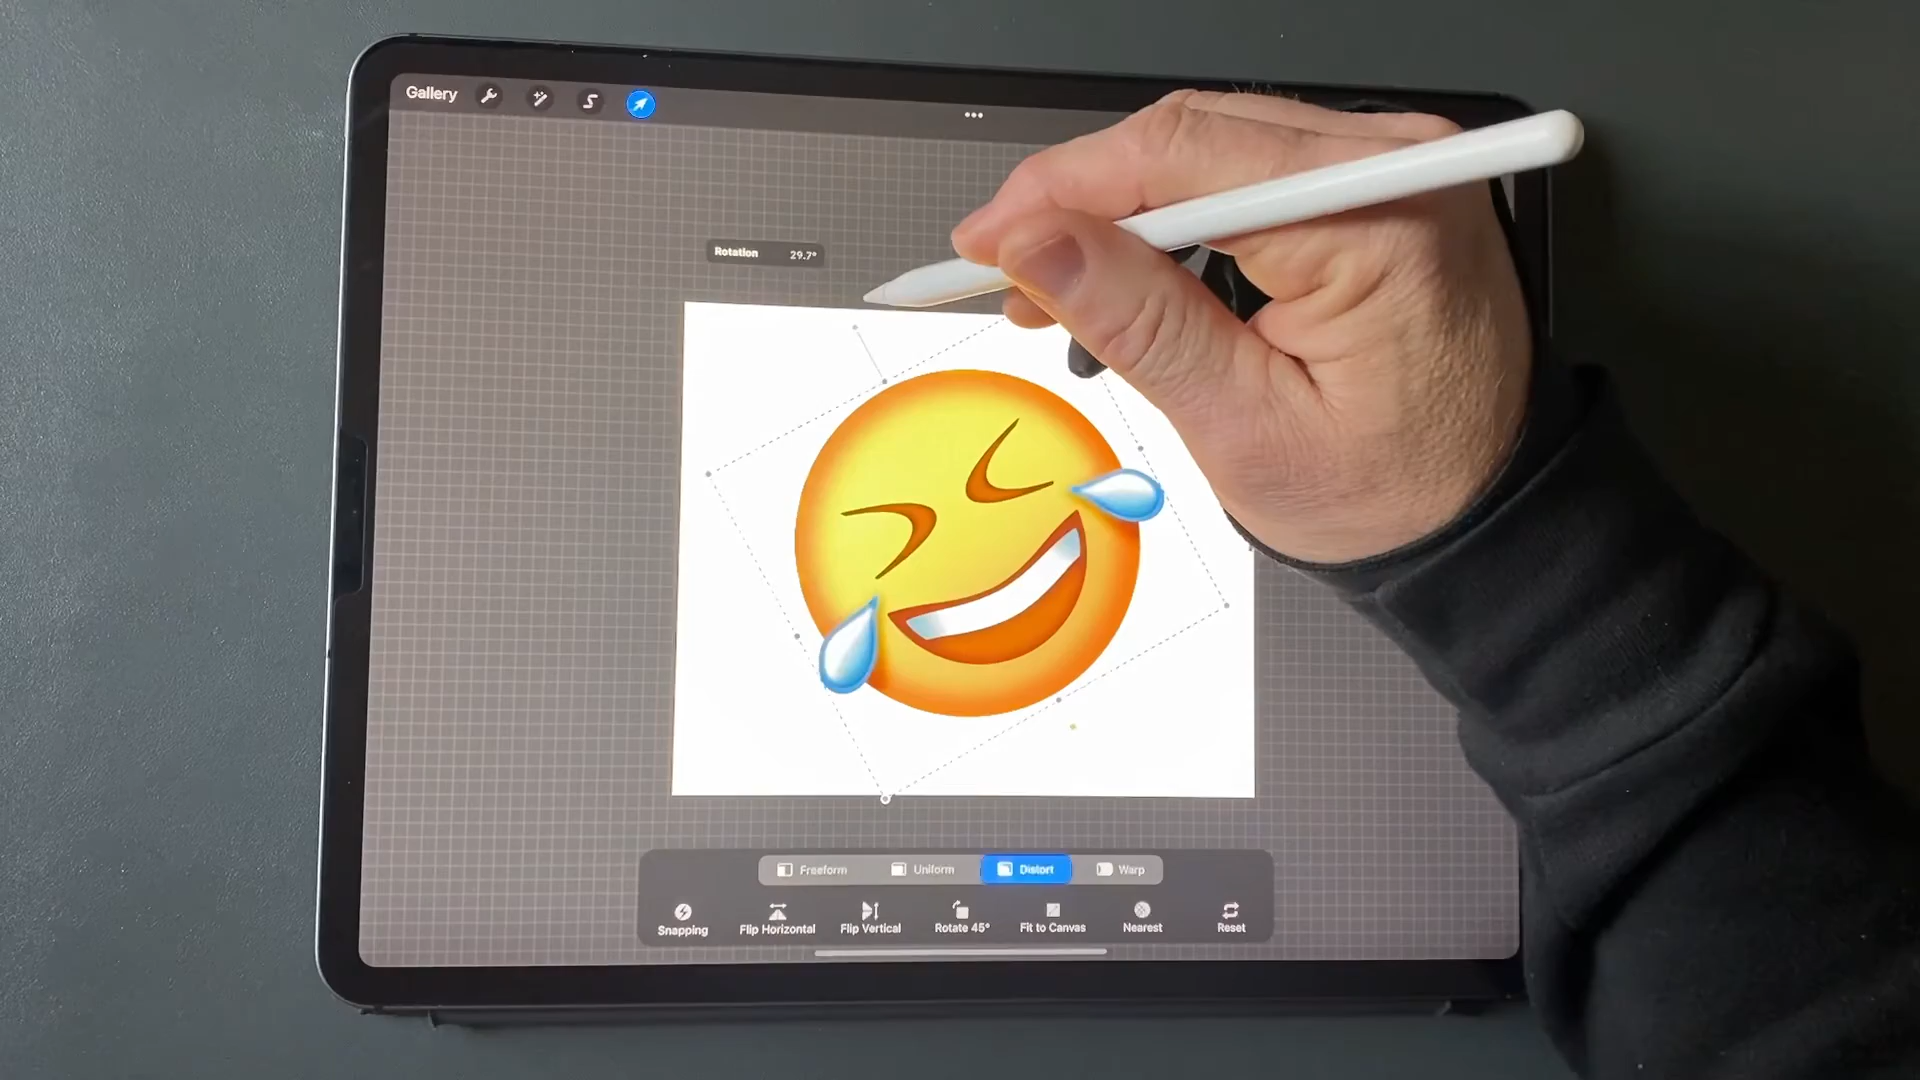 Gallery
Rotation 29.7°
Freeform Uniform Distort Warp
Snapping Flip Horizontal Flip Vertical Rotate 45° Fit to Canvas Nearest Reset